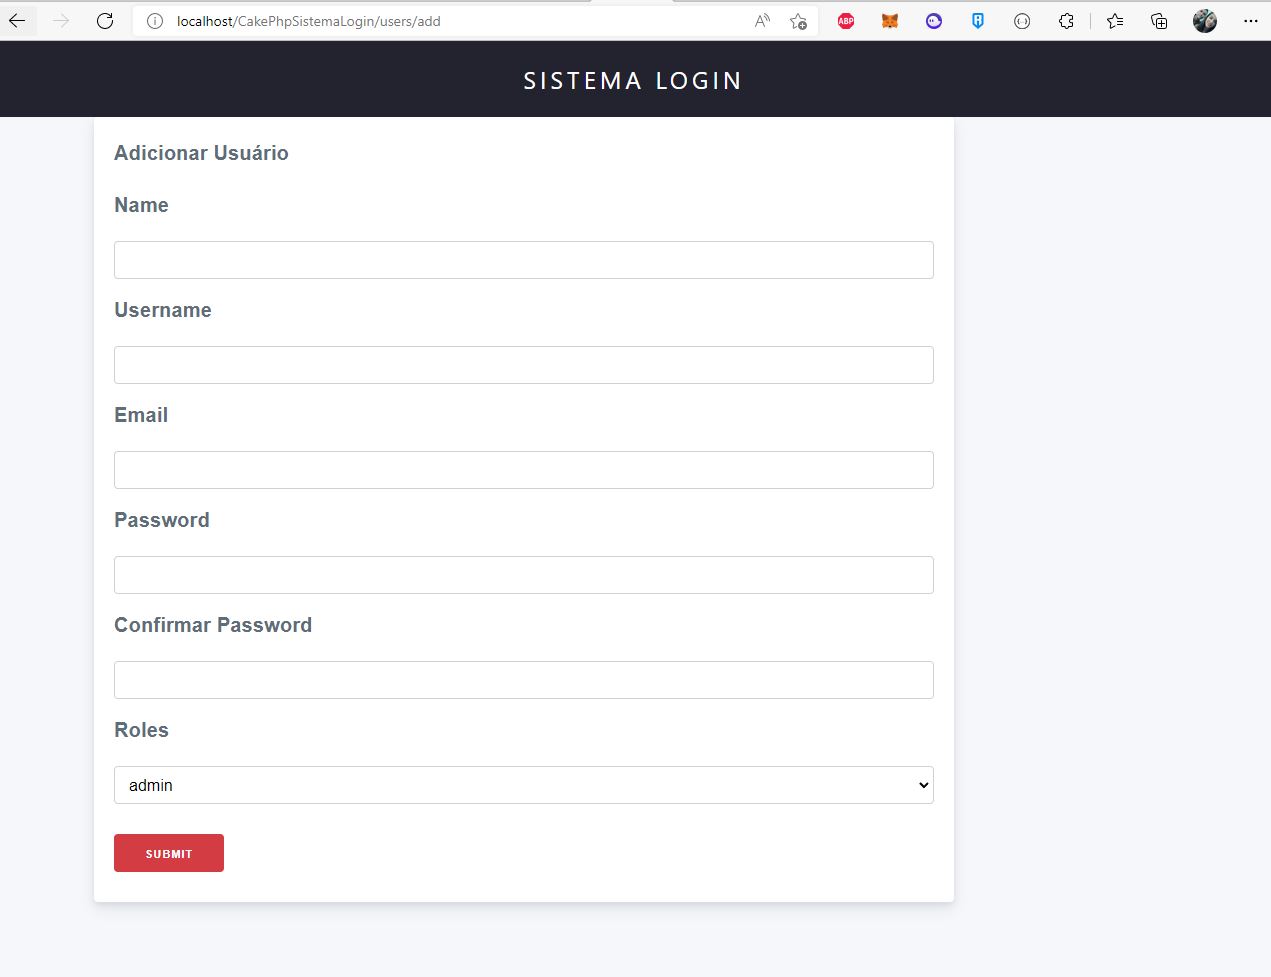 localhost/CakePhpSistemaLogin/users/add
ABP
SISTEMA LOGIN
Adicionar Usuário
Name
Username
Email
Password
Confirmar Password
Roles
admin
SUBMIT